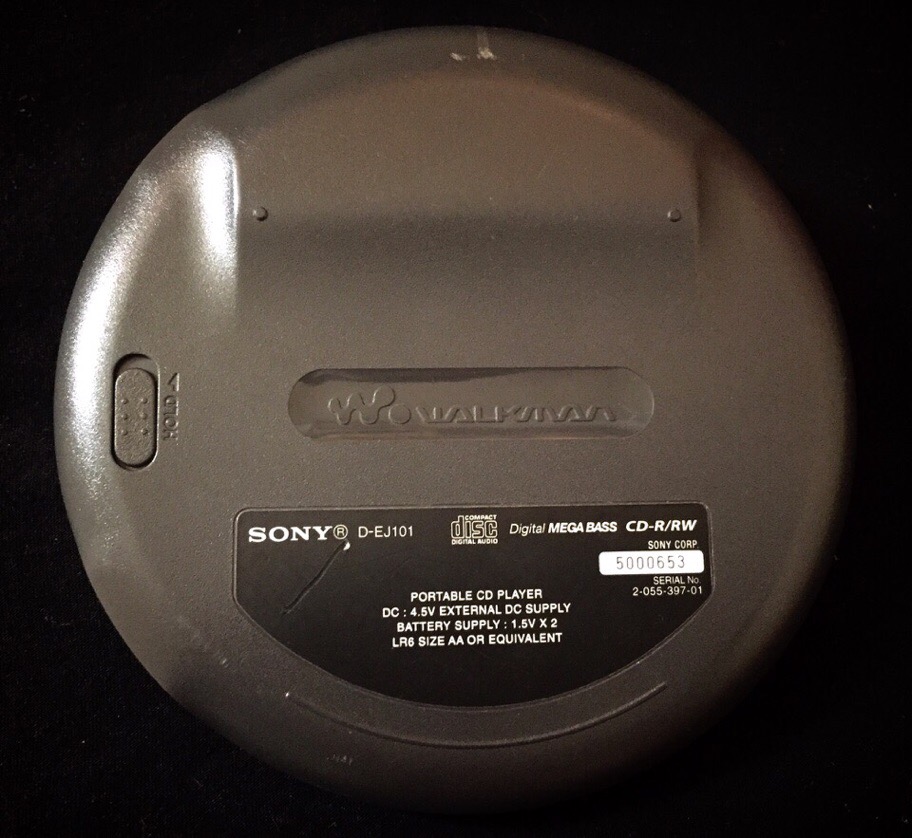 HOLD
W. WALKMAN
SONY® D-EJ101 COMPACT disc DIGITAL AUDIO Digital MEGA BASS CD-R/RW
SONY CORP.
5000653
SERIAL No.
2-055-397-01
PORTABLE CD PLAYER
DC : 4.5V EXTERNAL DC SUPPLY
BATTERY SUPPLY : 1.5V X 2
LR6 SIZE AA OR EQUIVALENT